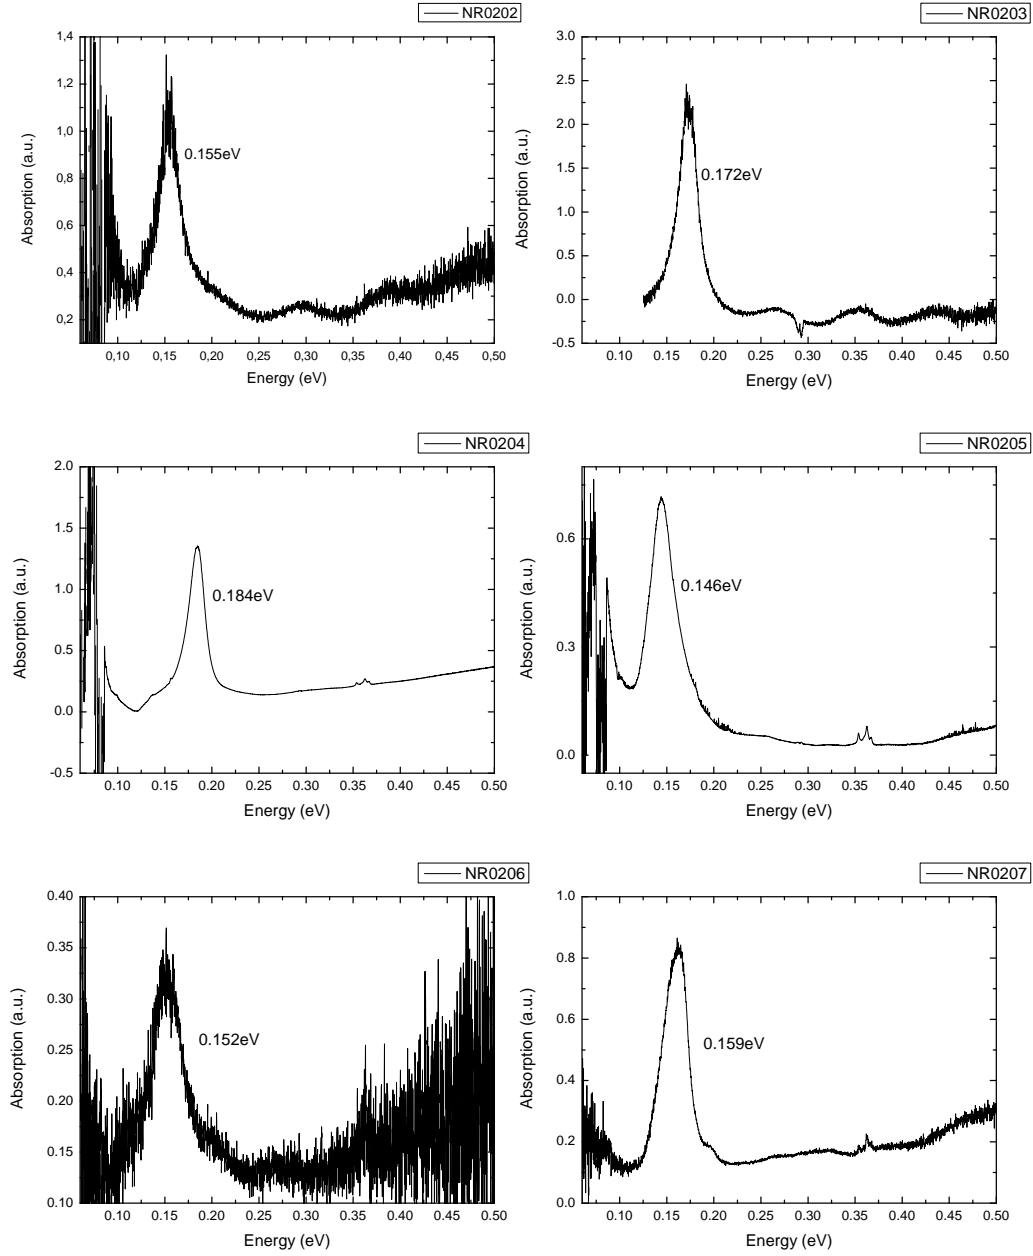 NR0202
1,4
1,2
1,0
0,8
0,6
0,4
0,2
Absorption (a.u.)
0.155eV
0.10 0.15 0,20 0,25 0.30 0,35 0.40 0.45 0.50
Energy (eV)
NR0203
3.0
2.5
2.0
1.5
1.0
0.5
0.0
-0.5
Absorption (a.u.)
0.172eV
0.10 0.15 0.20 0.25 0.30 0.35 0.40 0.45 0.50
Energy (eV)
NR0204
2.0
1.5
1.0
0.5
0.0
-0.5
Absorption (a.u.)
0.184eV
0.10 0.15 0.20 0.25 0.30 0.35 0.40 0.45 0.50
Energy (eV)
NR0205
0.6
0.3
0.0
Absorption (a.u.)
0.146eV
0.10 0.15 0.20 0.25 0.30 0.35 0.40 0.45 0.50
Energy (eV)
NR0206
0.40
0.35
0.30
0.25
0.20
0.15
0.10
Absorption (a.u.)
0.152eV
0.10 0.15 0.20 0.25 0.30 0.35 0.40 0.45 0.50
Energy (eV)
NR0207
1.0
0.8
0.6
0.4
0.2
0.0
Absorption (a.u.)
0.159eV
0.10 0.15 0.20 0.25 0.30 0.35 0.40 0.45 0.50
Energy (eV)